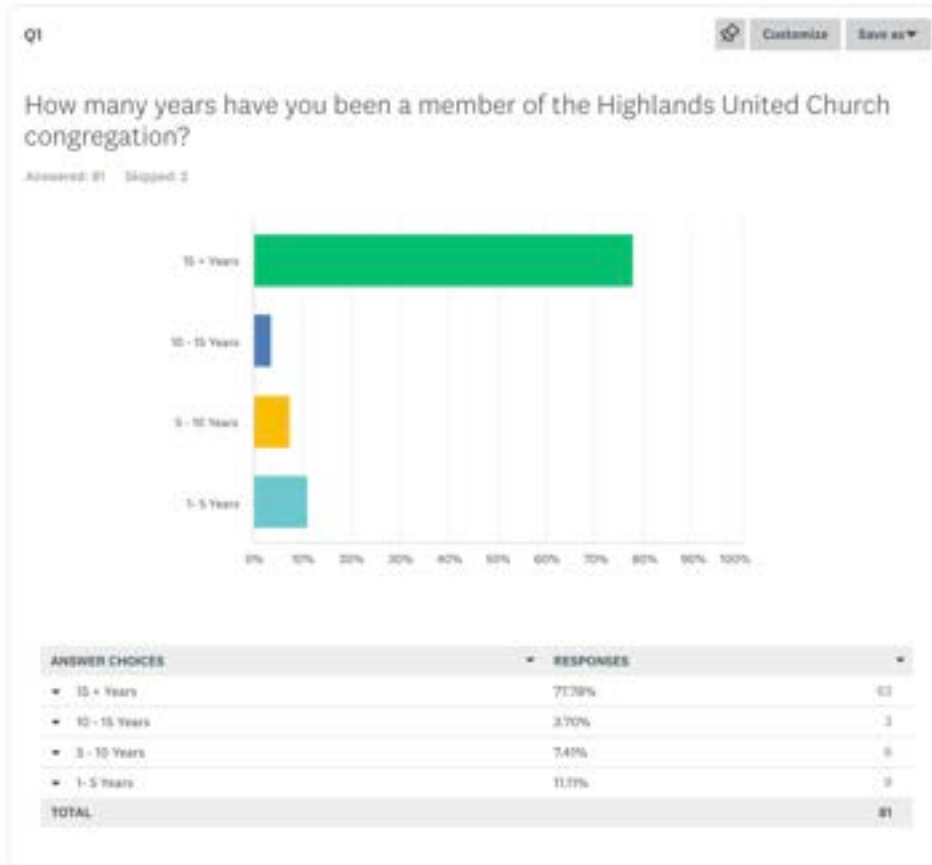 Q1
Customize
Save as
How many years have you been a member of the Highlands United Church
congregation?
Answered: 81 Skipped: 2
15 + Years
10 - 15 Years
5 - 10 Years
1- 5 Years
0% 10% 20% 30% 40% 50% 60% 70% 80% 90% 100%
ANSWER CHOICES RESPONSES
15 + Years 77.78% 63
10 - 15 Years 3.70% 3
5 - 10 Years 7.41% 6
1- 5 Years 11.11% 9
TOTAL 81